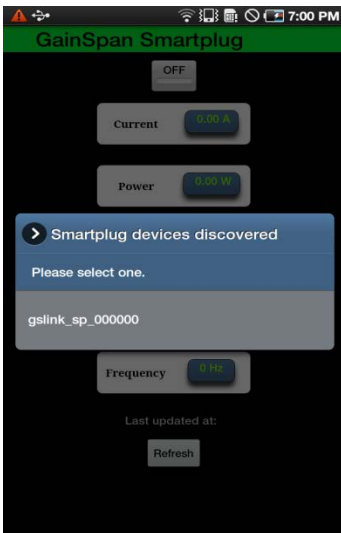 7:00 PM
GainSpan Smartplug
OFF
Current 0.00 A
Power 0.00 W
Smartplug devices discovered
Please select one.
gslink_sp_000000
Frequency 0 Hz
Last updated at:
Refresh